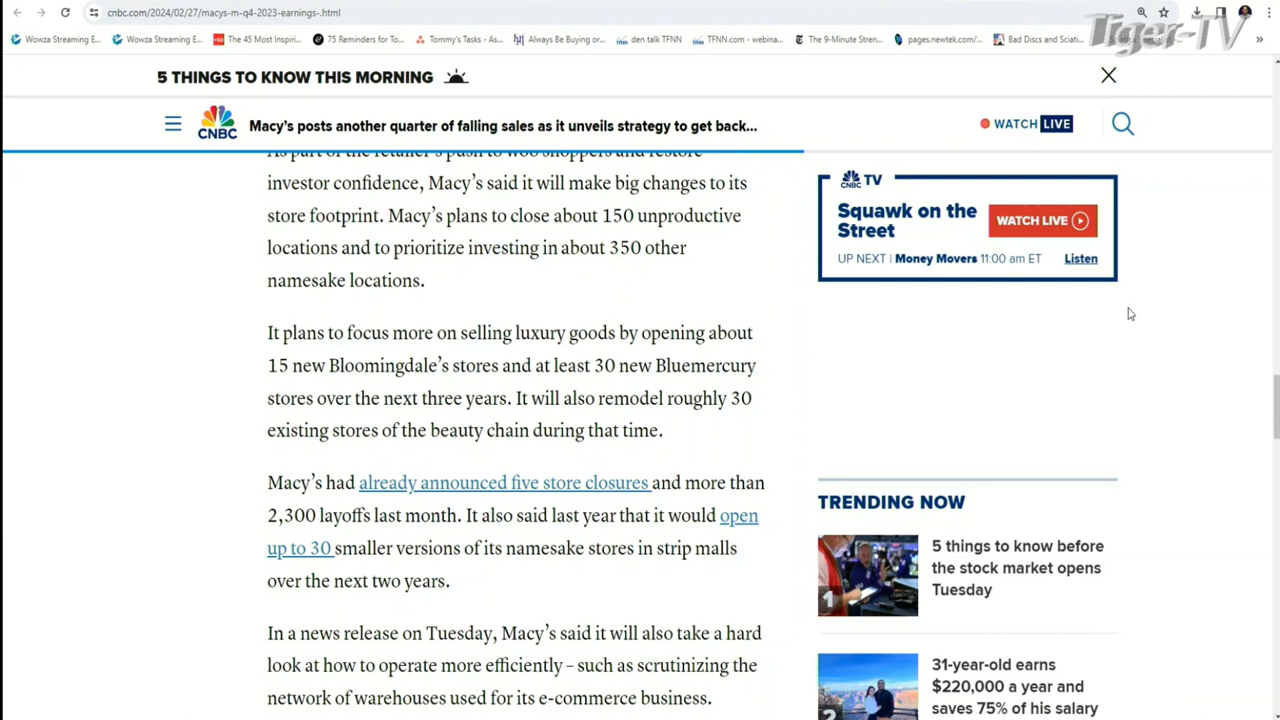 cnbc.com/2024/02/27/macys-m-q4-2023-earnings-.html
Wowza Streaming E...
Wowza Streaming E...
The 45 Most Inspiri...
75 Reminders for To...
Tommy's Tasks - As...
Always Be Buying or...
den talk TFNN
TFNN.com - webina...
The 9-Minute Stren...
pages.newtek.com/...
Bad Discs and Sciati...
Tiger-TV
5 THINGS TO KNOW THIS MORNING
CNBC
Macy's posts another quarter of falling sales as it unveils strategy to get back...
WATCH LIVE
As part of the retailer's push to woo shoppers and restore
investor confidence, Macy's said it will make big changes to its
store footprint. Macy's plans to close about 150 unproductive
locations and to prioritize investing in about 350 other
namesake locations.
It plans to focus more on selling luxury goods by opening about
15 new Bloomingdale's stores and at least 30 new Bluemercury
stores over the next three years. It will also remodel roughly 30
existing stores of the beauty chain during that time.
Macy's had already announced five store closures and more than
2,300 layoffs last month. It also said last year that it would open
up to 30 smaller versions of its namesake stores in strip malls
over the next two years.
In a news release on Tuesday, Macy's said it will also take a hard
look at how to operate more efficiently – such as scrutinizing the
network of warehouses used for its e-commerce business.
CNBC TV
Squawk on the
Street
WATCH LIVE
UP NEXT | Money Movers 11:00 am ET
Listen
TRENDING NOW
1
5 things to know before
the stock market opens
Tuesday
2
31-year-old earns
$220,000 a year and
saves 75% of his salary